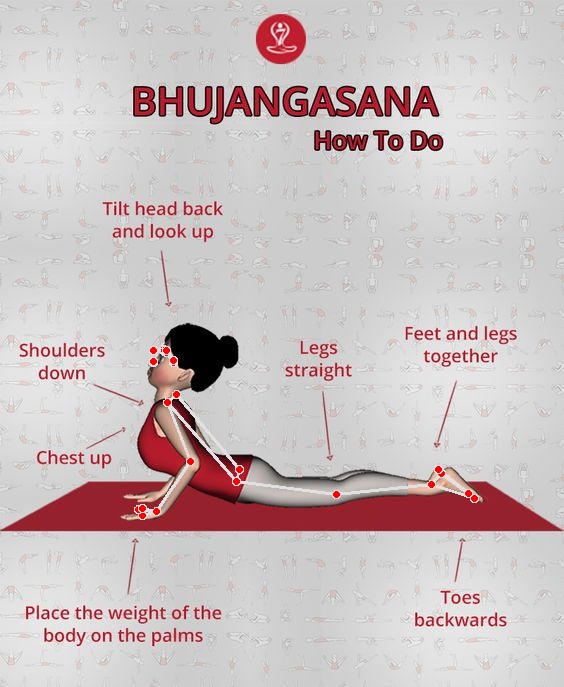 BHUJANGASANA
How To Do
Tilt head back
and look up
Shoulders
down
Legs
straight
Feet and legs
together
Chest up
Place the weight of the
body on the palms
Toes
backwards